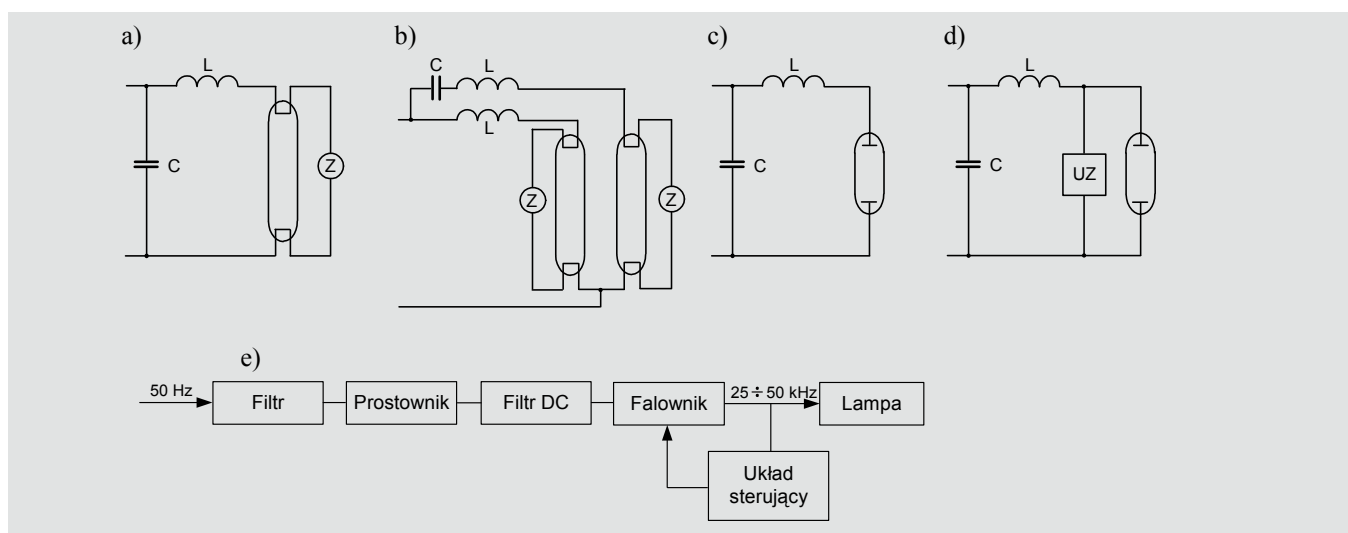 a)
b)
c)
d)
L
C
Z
C
L
L
Z
Z
L
C
L
C
UZ
e)
50 Hz
Filtr
Prostownik
Filtr DC
Falownik
25÷50 kHz
Lampa
Układ
sterujący